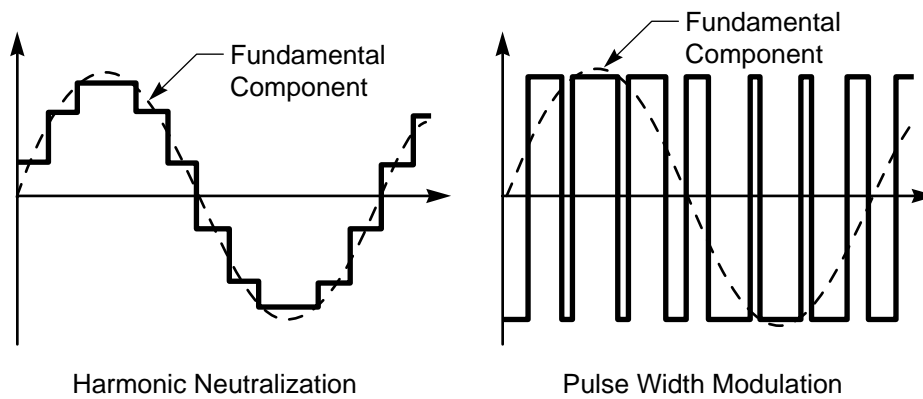 Fundamental
Component
Harmonic Neutralization
Fundamental
Component
Pulse Width Modulation